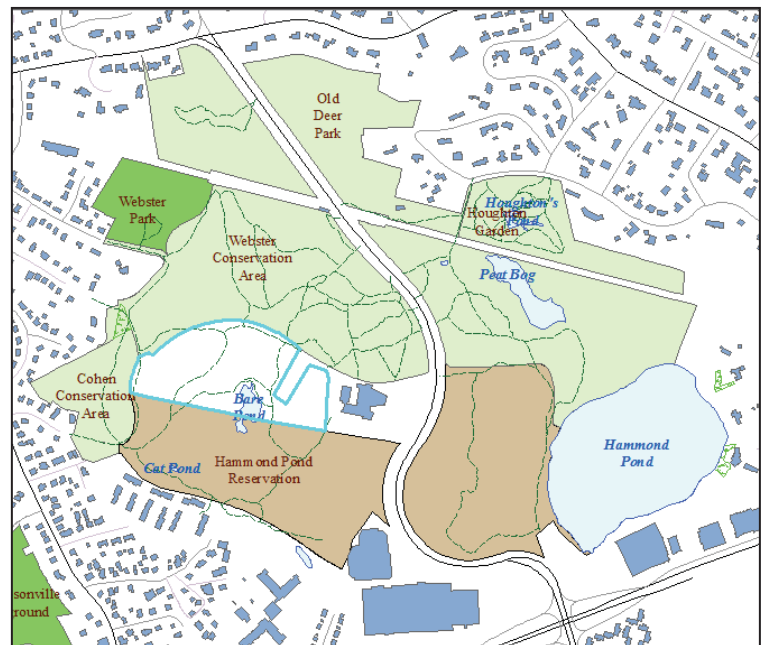 Old
Deer
Park
Webster
Park
Houghton's
Pond
Houghton
Garden
Webster
Conservation
Area
Peat Bog
Cohen
Conservation
Area
Bare
Pond
Hammond
Pond
Cat Pond
Hammond Pond
Reservation
sonville
ground